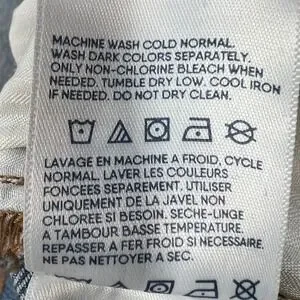 MACHINE WASH COLD NORMAL.
WASH DARK COLORS SEPARATELY.
ONLY NON-CHLORINE BLEACH WHEN
NEEDED. TUMBLE DRY LOW. COOL IRON
IF NEEDED. DO NOT DRY CLEAN.
LAVAGE EN MACHINE A FROID, CYCLE
NORMAL. LAVER LES COULEURS
FONCEES SEPAREMENT. UTILISER
UNIQUEMENT DE LA JAVEL NON
CHLOREE SI BESOIN. SECHE-LINGE
A TAMBOUR BASSE TEMPERATURE.
REPASSER A FER FROID SI NECESSAIRE.
NE PAS NETTOYER A SEC.